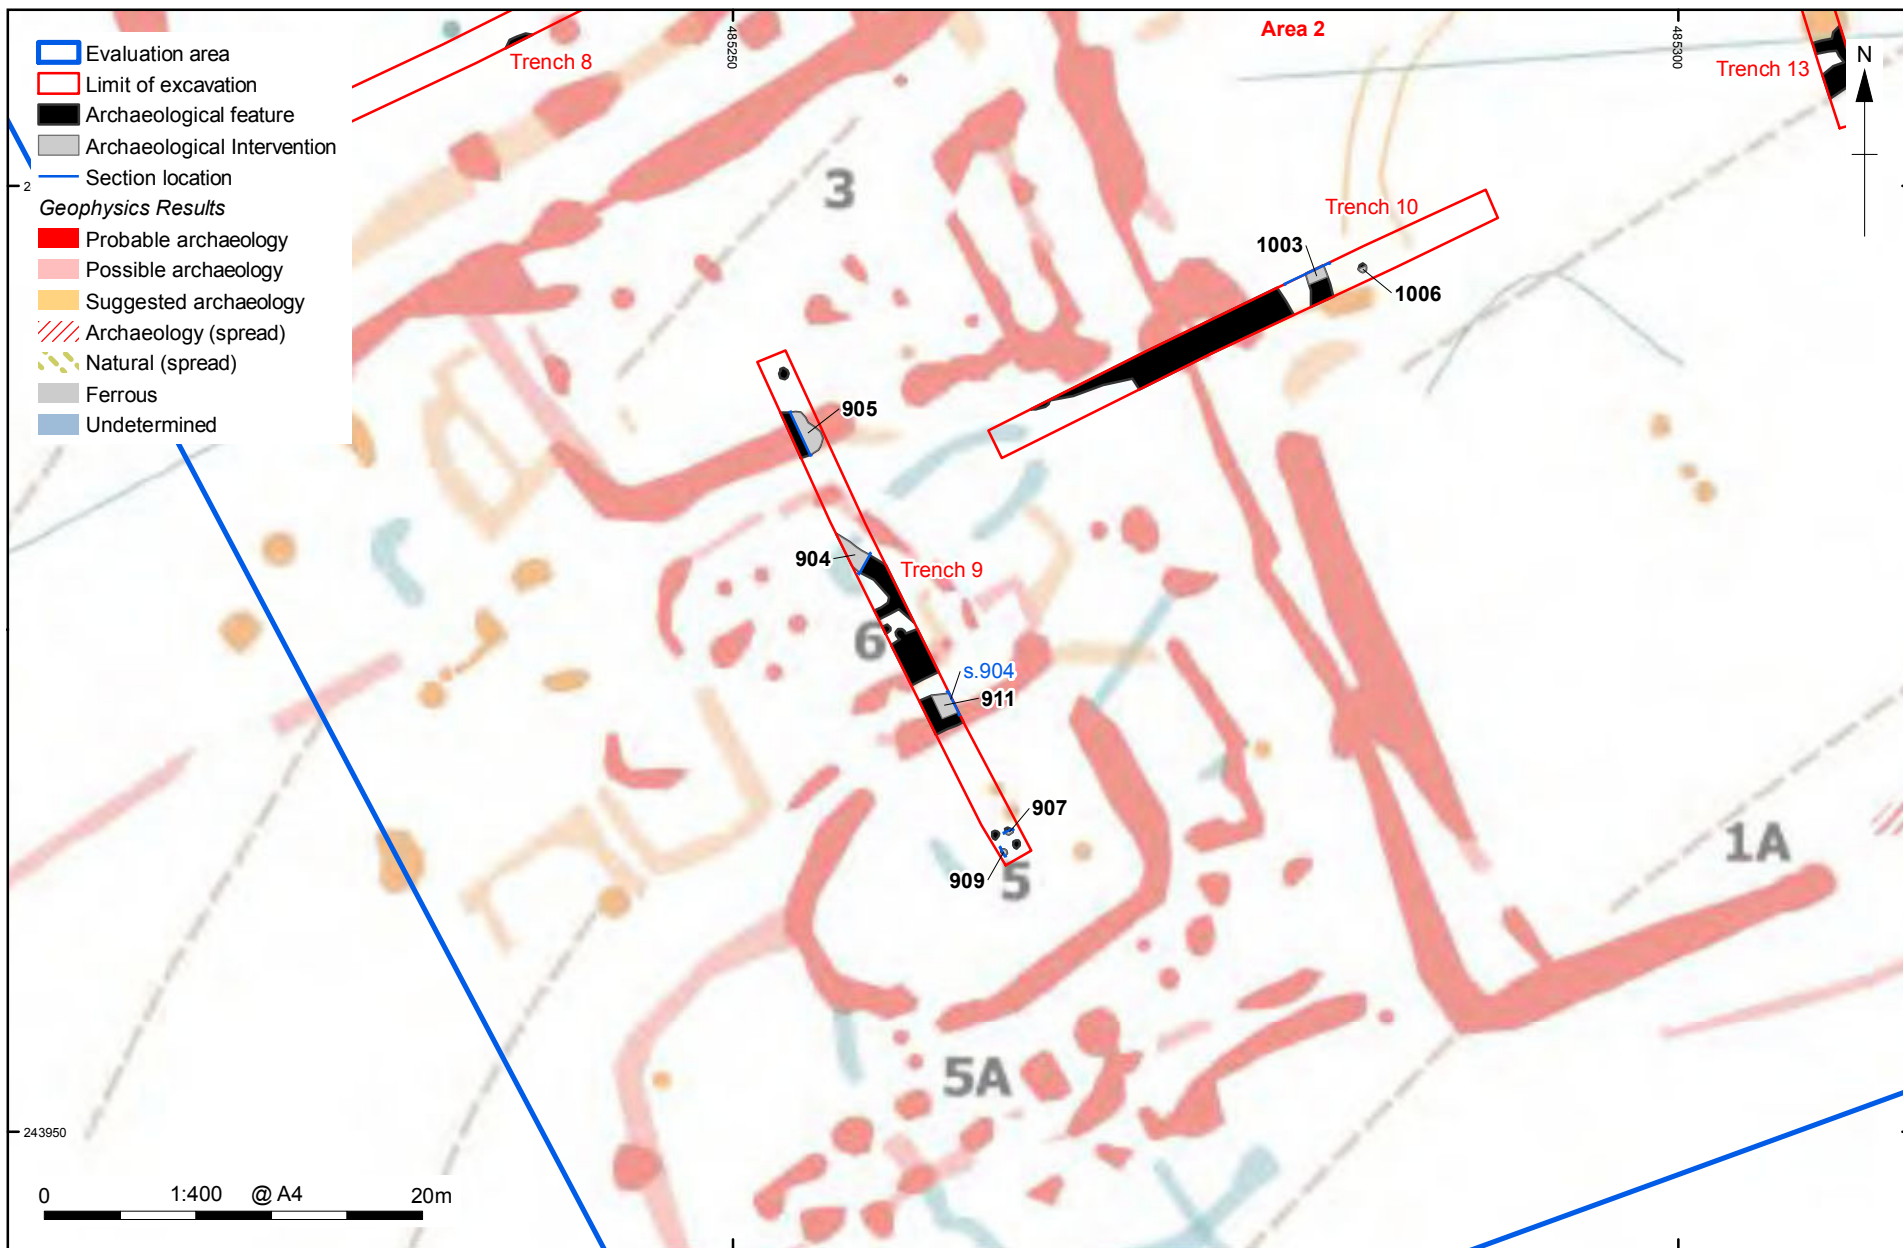 Evaluation area
Limit of excavation
Archaeological feature
Archaeological Intervention
Section location
Geophysics Results
Probable archaeology
Possible archaeology
Suggested archaeology
Archaeology (spread)
Natural (spread)
Ferrous
Undetermined
Trench 8
485250
Area 2
485300
Trench 13
N
3
Trench 10
1003
1006
905
904
Trench 9
6
s.904
911
907
909
5
1A
5A
243950
0
1:400 @ A4
20m